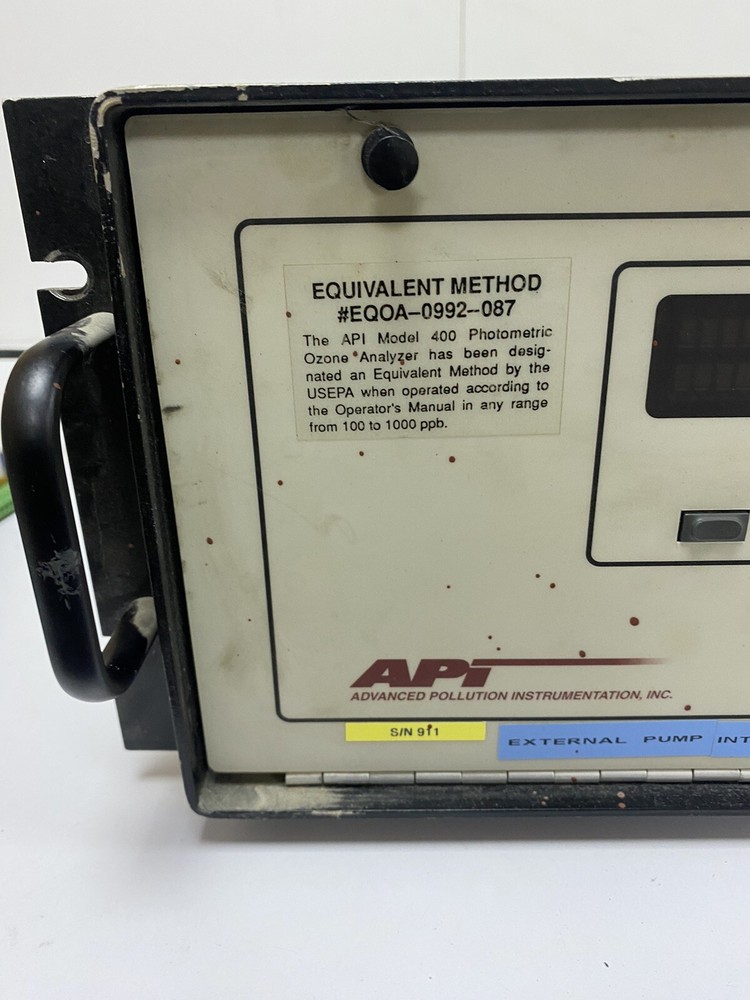 EQUIVALENT METHOD
#EQOA-0992-087
The API Model 400 Photometric
Ozone Analyzer has been desig-
nated an Equivalent Method by the
USEPA when operated according to
the Operator's Manual in any range
from 100 to 1000 ppb.
API
ADVANCED POLLUTION INSTRUMENTATION, INC.
S/N 911
EXTERNAL PUMP INT